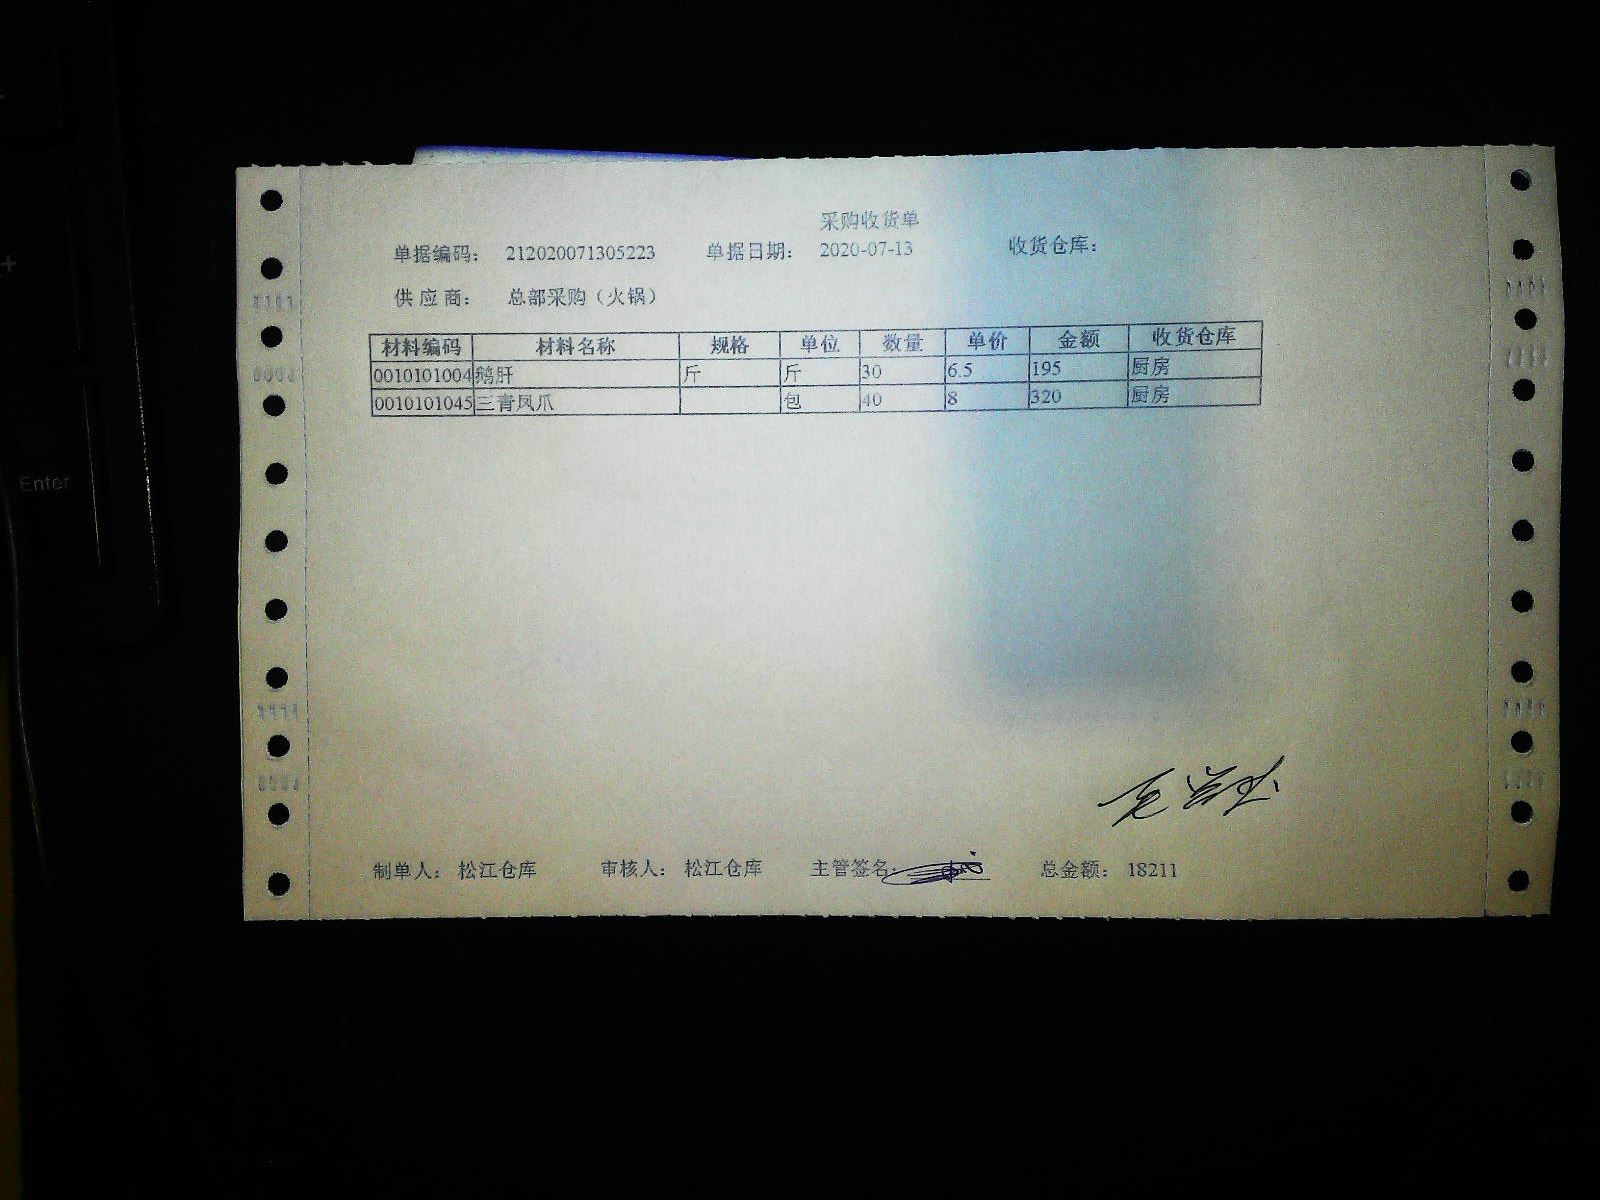 采购收货单
单据编码： 212020071305223 单据日期： 2020-07-13 收货仓库：
供 应 商： 总部采购（火锅）
材料编码 材料名称 规格 单位 数量 单价 金额 收货仓库
0010101004 鹅肝 斤 斤 30 6.5 195 厨房
0010101045 三青凤爪 包 40 8 320 厨房
制单人： 松江仓库 审核人： 松江仓库 主管签名： 总金额： 18211
Enter
+